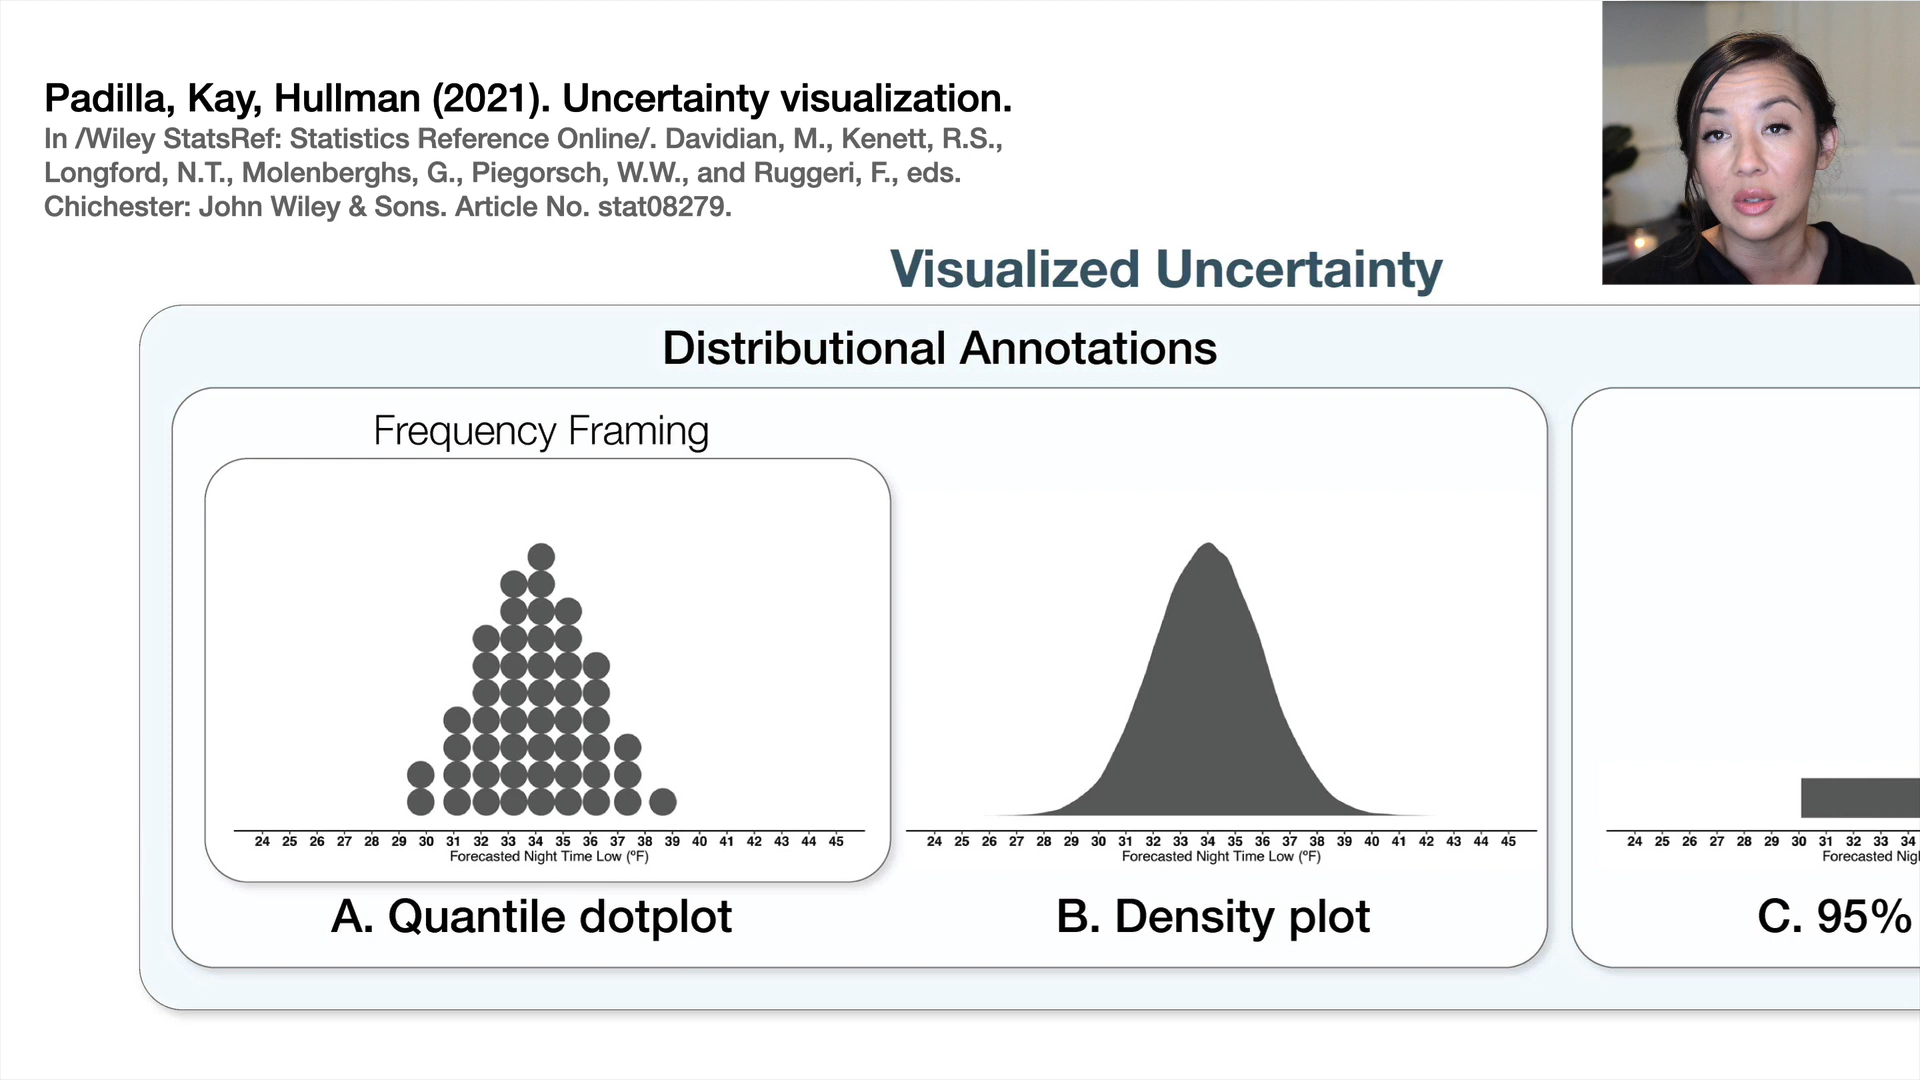 Padilla, Kay, Hullman (2021). Uncertainty visualization.
In /Wiley StatsRef: Statistics Reference Online/. Davidian, M., Kenett, R.S.,
Longford, N.T., Molenberghs, G., Piegorsch, W.W., and Ruggeri, F., eds.
Chichester: John Wiley & Sons. Article No. stat08279.
Visualized Uncertainty
Distributional Annotations
Frequency Framing
24 25 26 27 28 29 30 31 32 33 34 35 36 37 38 39 40 41 42 43 44 45
Forecasted Night Time Low (ºF)
A. Quantile dotplot
24 25 26 27 28 29 30 31 32 33 34 35 36 37 38 39 40 41 42 43 44 45
Forecasted Night Time Low (ºF)
B. Density plot
24 25 26 27 28 29 30 31 32 33 34
Forecasted
C. 95%